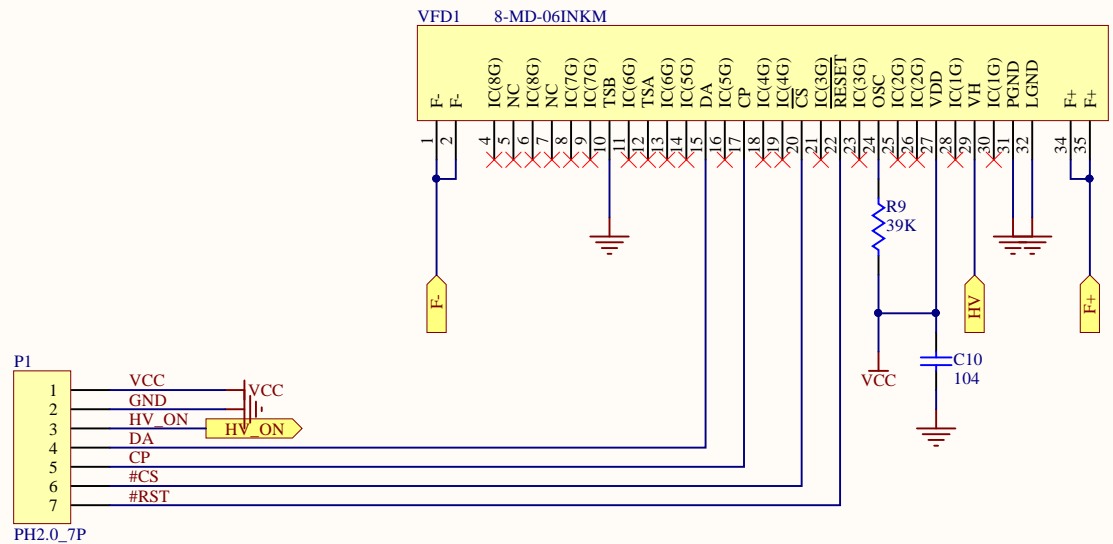 VFD1 8-MD-06INKM
F-
F-
IC(8G)
NC
IC(8G)
NC
IC(7G)
IC(7G)
TSB
IC(6G)
TSA
IC(6G)
IC(5G)
DA
IC(5G)
CP
IC(4G)
IC(4G)
CS
IC(3G)
RESET
IC(3G)
OSC
IC(2G)
IC(2G)
VDD
IC(1G)
VH
IC(1G)
PGND
LGND
F+
F+
1
2
4
5
6
7
8
9
10
11
12
13
14
15
16
17
18
19
20
21
22
23
24
25
26
27
28
29
30
31
32
34
35
R9
39K
F-
HV
F+
C10
104
VCC
P1
1 VCC VCC
2 GND
3 HV_ON HV_ON
4 DA
5 CP
6 #CS
7 #RST
PH2.0_7P